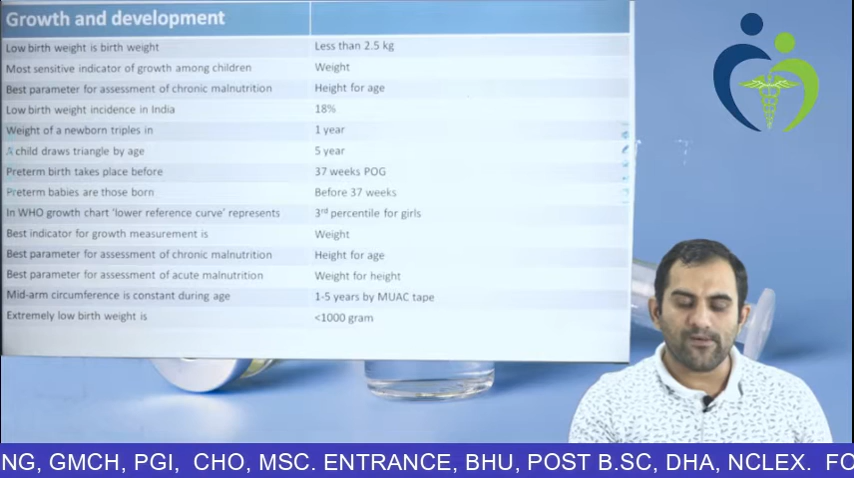 Growth and development
Low birth weight is birth weight Less than 2.5 kg
Most sensitive indicator of growth among children Weight
Best parameter for assessment of chronic malnutrition Height for age
Low birth weight incidence in India 18%
Weight of a newborn triples in 1 year
A child draws triangle by age 5 year
Preterm birth takes place before 37 weeks POG
Preterm babies are those born Before 37 weeks
In WHO growth chart 'lower reference curve' represents 3rd percentile for girls
Best indicator for growth measurement is Weight
Best parameter for assessment of chronic malnutrition Height for age
Best parameter for assessment of acute malnutrition Weight for height
Mid-arm circumference is constant during age 1-5 years by MUAC tape
Extremely low birth weight is <1000 gram
NG, GMCH, PGI, CHO, MSC. ENTRANCE, BHU, POST B.SC, DHA, NCLEX. FO